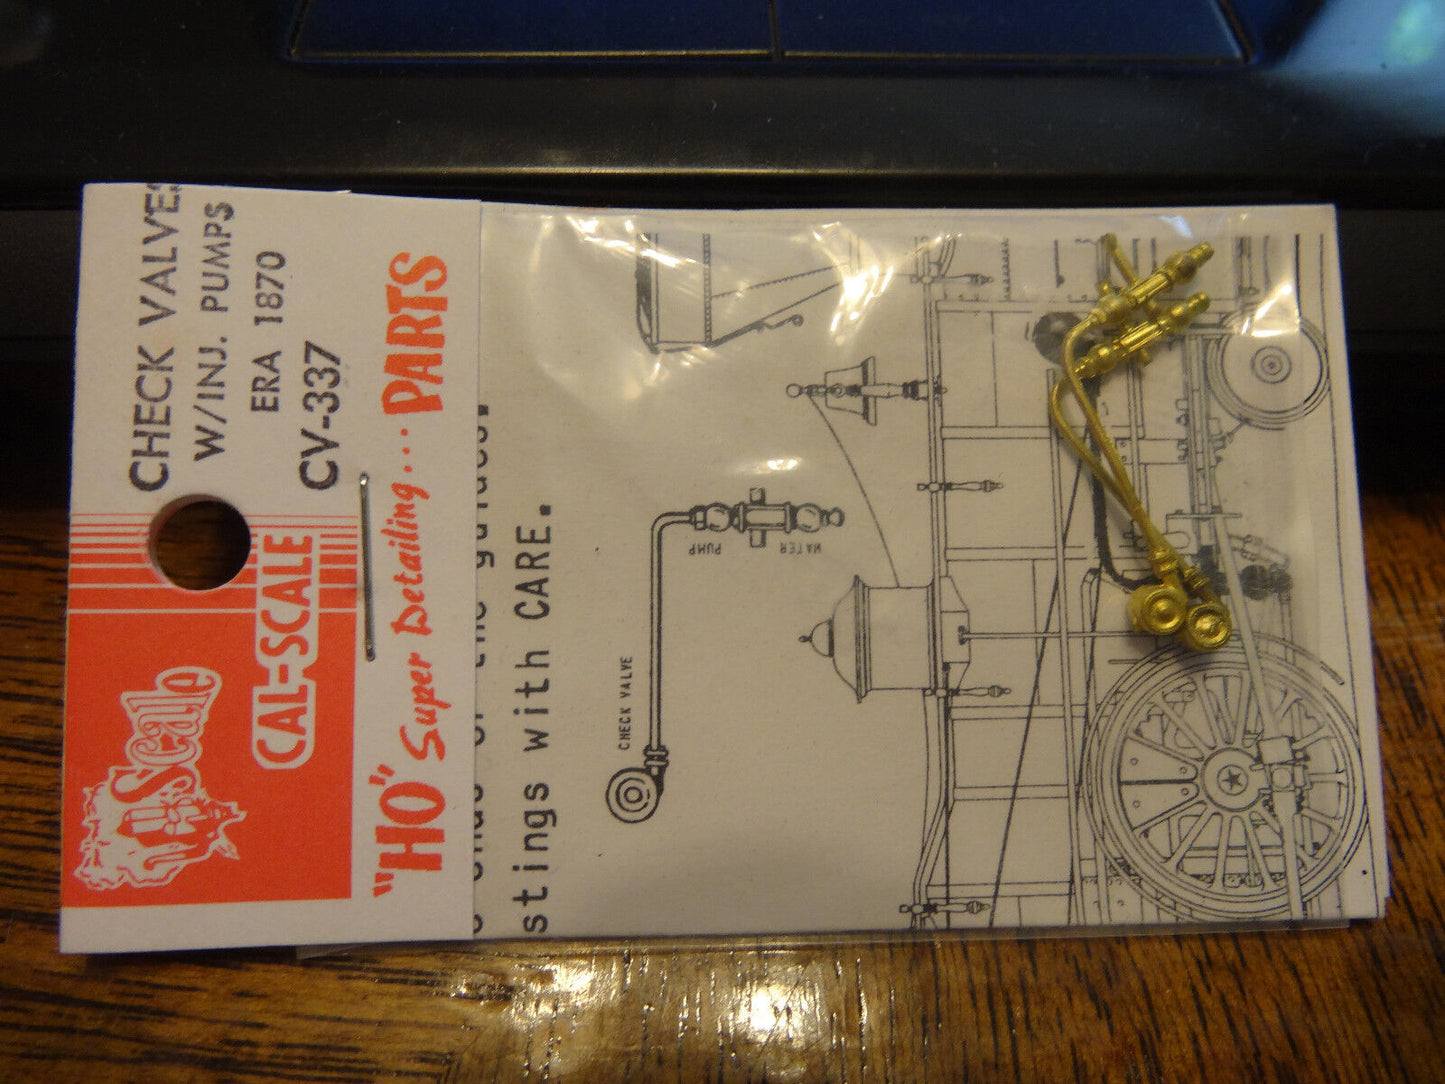 CHECK VALVES
W/INJ. PUMPS
ERA 1870
CV-337
Scale
CAL-SCALE
"HO" Super Detailing... PARTS
stings with CARE.
CHECK VALVE
PUMP
WATER